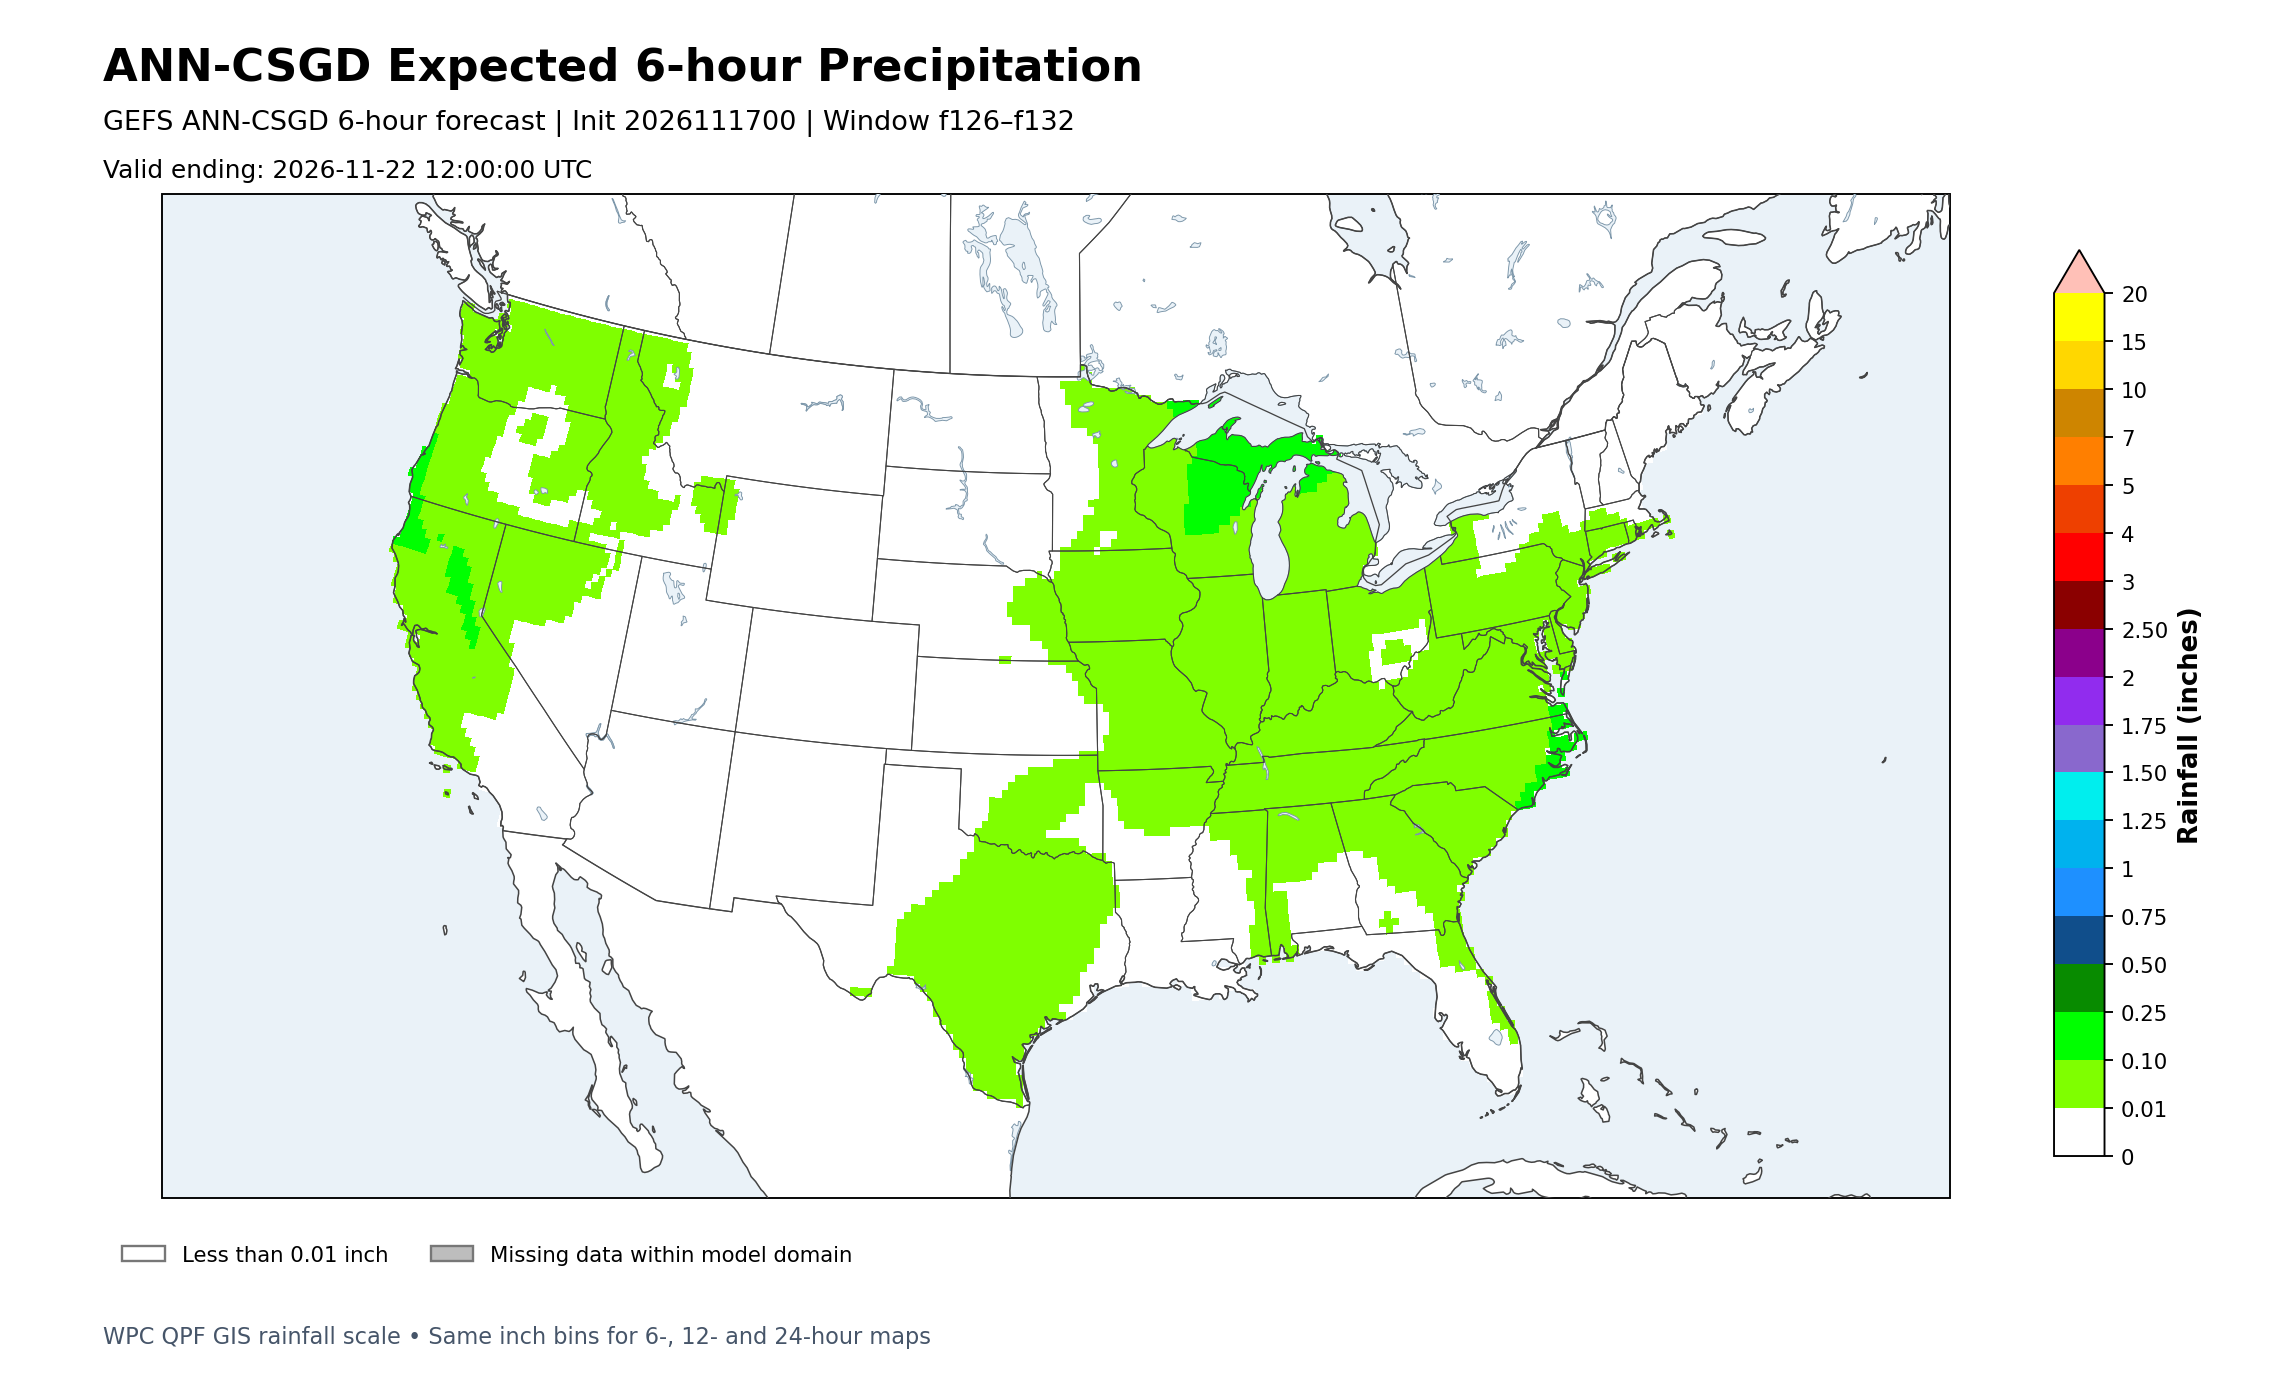 ANN-CSGD Expected 6-hour Precipitation
GEFS ANN-CSGD 6-hour forecast | Init 2026111700 | Window f126–f132
Valid ending: 2026-11-22 12:00:00 UTC
20
15
10
7
5
4
3
2.50
2
1.75
1.50
1.25
1
0.75
0.50
0.25
0.10
0.01
0
Rainfall (inches)
Less than 0.01 inch
Missing data within model domain
WPC QPF GIS rainfall scale • Same inch bins for 6-, 12- and 24-hour maps